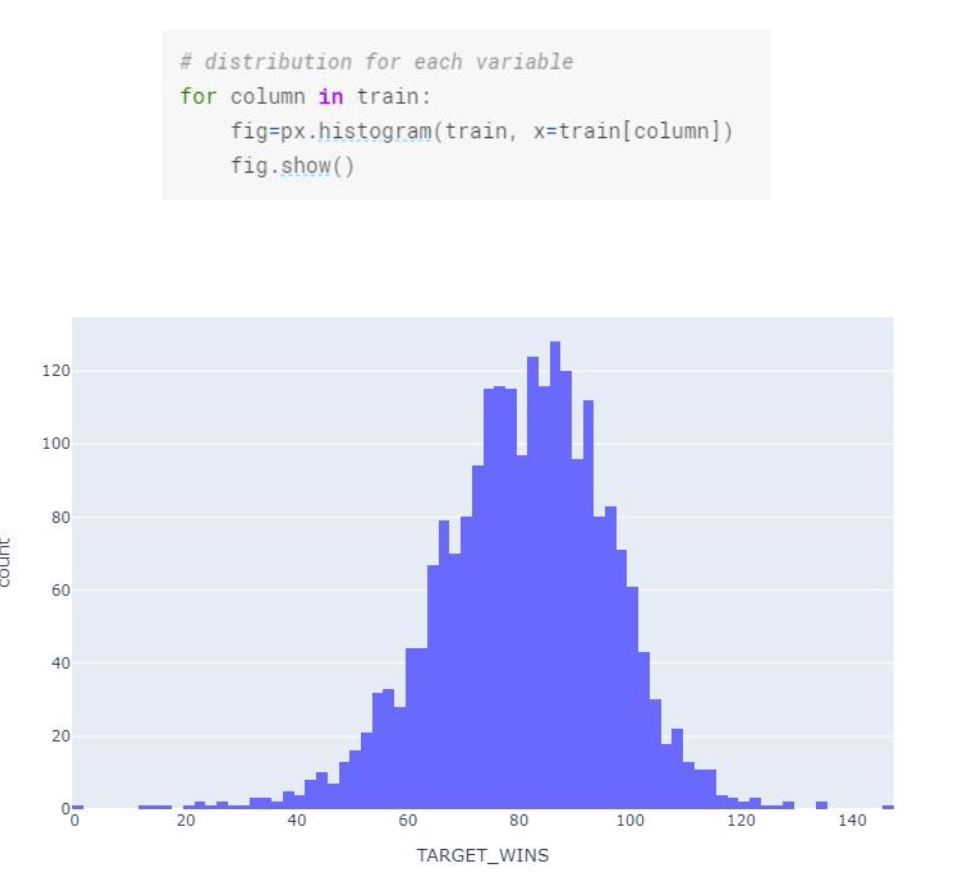 # distribution for each variable
for column in train:
    fig=px.histogram(train, x=train[column])
    fig.show()
120
100
80
60
40
20
0
count
0 20 40 60 80 100 120 140
TARGET_WINS